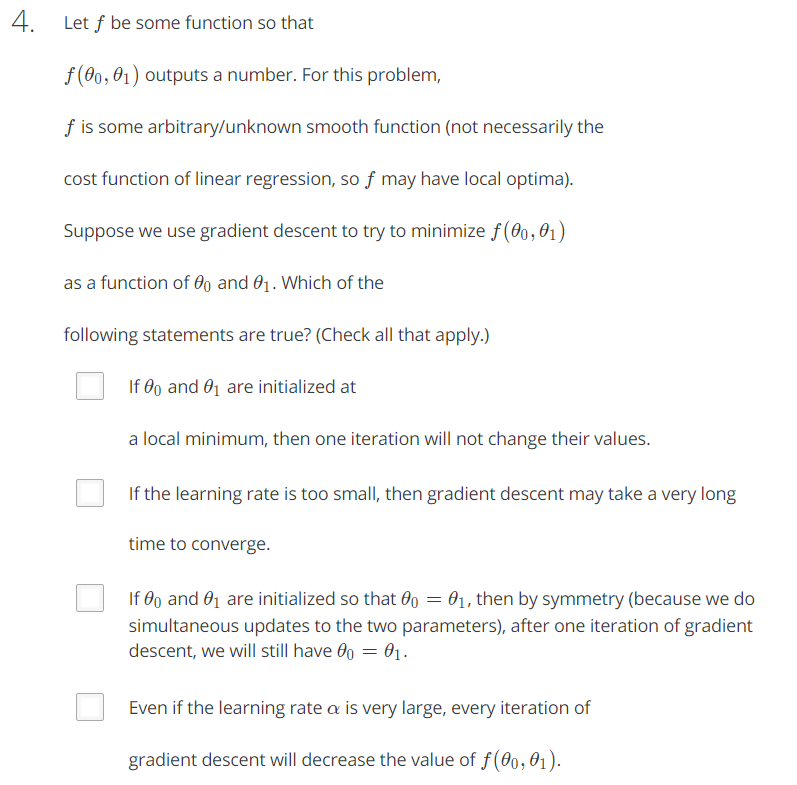 4. Let f be some function so that
f(θ₀, θ₁) outputs a number. For this problem,
f is some arbitrary/unknown smooth function (not necessarily the
cost function of linear regression, so f may have local optima).
Suppose we use gradient descent to try to minimize f(θ₀, θ₁)
as a function of θ₀ and θ₁. Which of the
following statements are true? (Check all that apply.)
If θ₀ and θ₁ are initialized at
a local minimum, then one iteration will not change their values.
If the learning rate is too small, then gradient descent may take a very long
time to converge.
If θ₀ and θ₁ are initialized so that θ₀ = θ₁, then by symmetry (because we do
simultaneous updates to the two parameters), after one iteration of gradient
descent, we will still have θ₀ = θ₁.
Even if the learning rate α is very large, every iteration of
gradient descent will decrease the value of f(θ₀, θ₁).